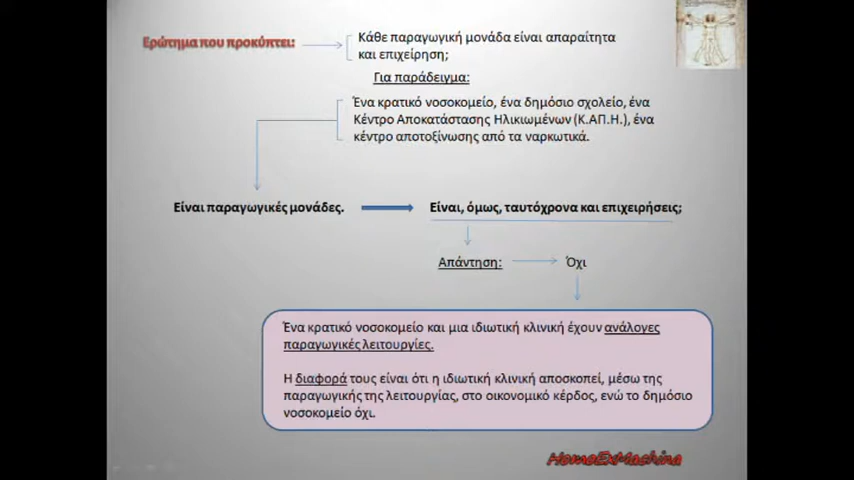 Ερώτημα που προκύπτει:
Κάθε παραγωγική μονάδα είναι απαραίτητα
και επιχείρηση;
Για παράδειγμα:
Ένα κρατικό νοσοκομείο, ένα δημόσιο σχολείο, ένα
Κέντρο Αποκατάστασης Ηλικιωμένων (Κ.ΑΠ.Η.), ένα
κέντρο αποτοξίνωσης από τα ναρκωτικά.
Είναι παραγωγικές μονάδες.
Είναι, όμως, ταυτόχρονα και επιχειρήσεις;
Απάντηση:
Όχι
Ένα κρατικό νοσοκομείο και μια ιδιωτική κλινική έχουν ανάλογες
παραγωγικές λειτουργίες.
Η διαφορά τους είναι ότι η ιδιωτική κλινική αποσκοπεί, μέσω της
παραγωγικής της λειτουργίας, στο οικονομικό κέρδος, ενώ το δημόσιο
νοσοκομείο όχι.
HomoExMachina